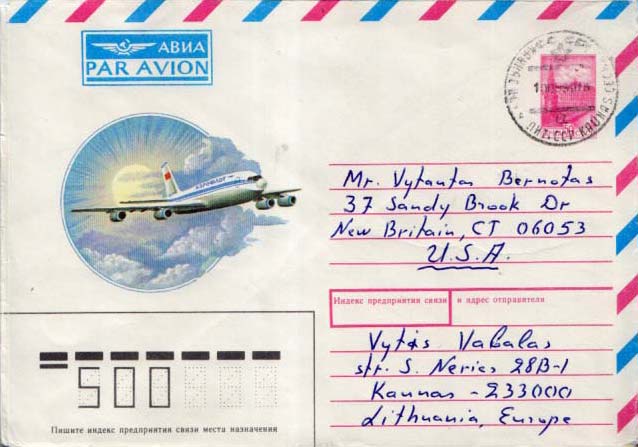 АВИА
PAR AVION
АЭРОФЛОТ
Mr. Vytautas Bernotas
37 Sandy Brook Dr
New Britain, CT 06053
U.S.A.
Индекс предприятия связи и адрес отправителя
Vytas Vabalas
str. S. Neries 28B-1
Kaunas - 233000
Lithuania, Europe
500
Пишите индекс предприятия связи места назначения